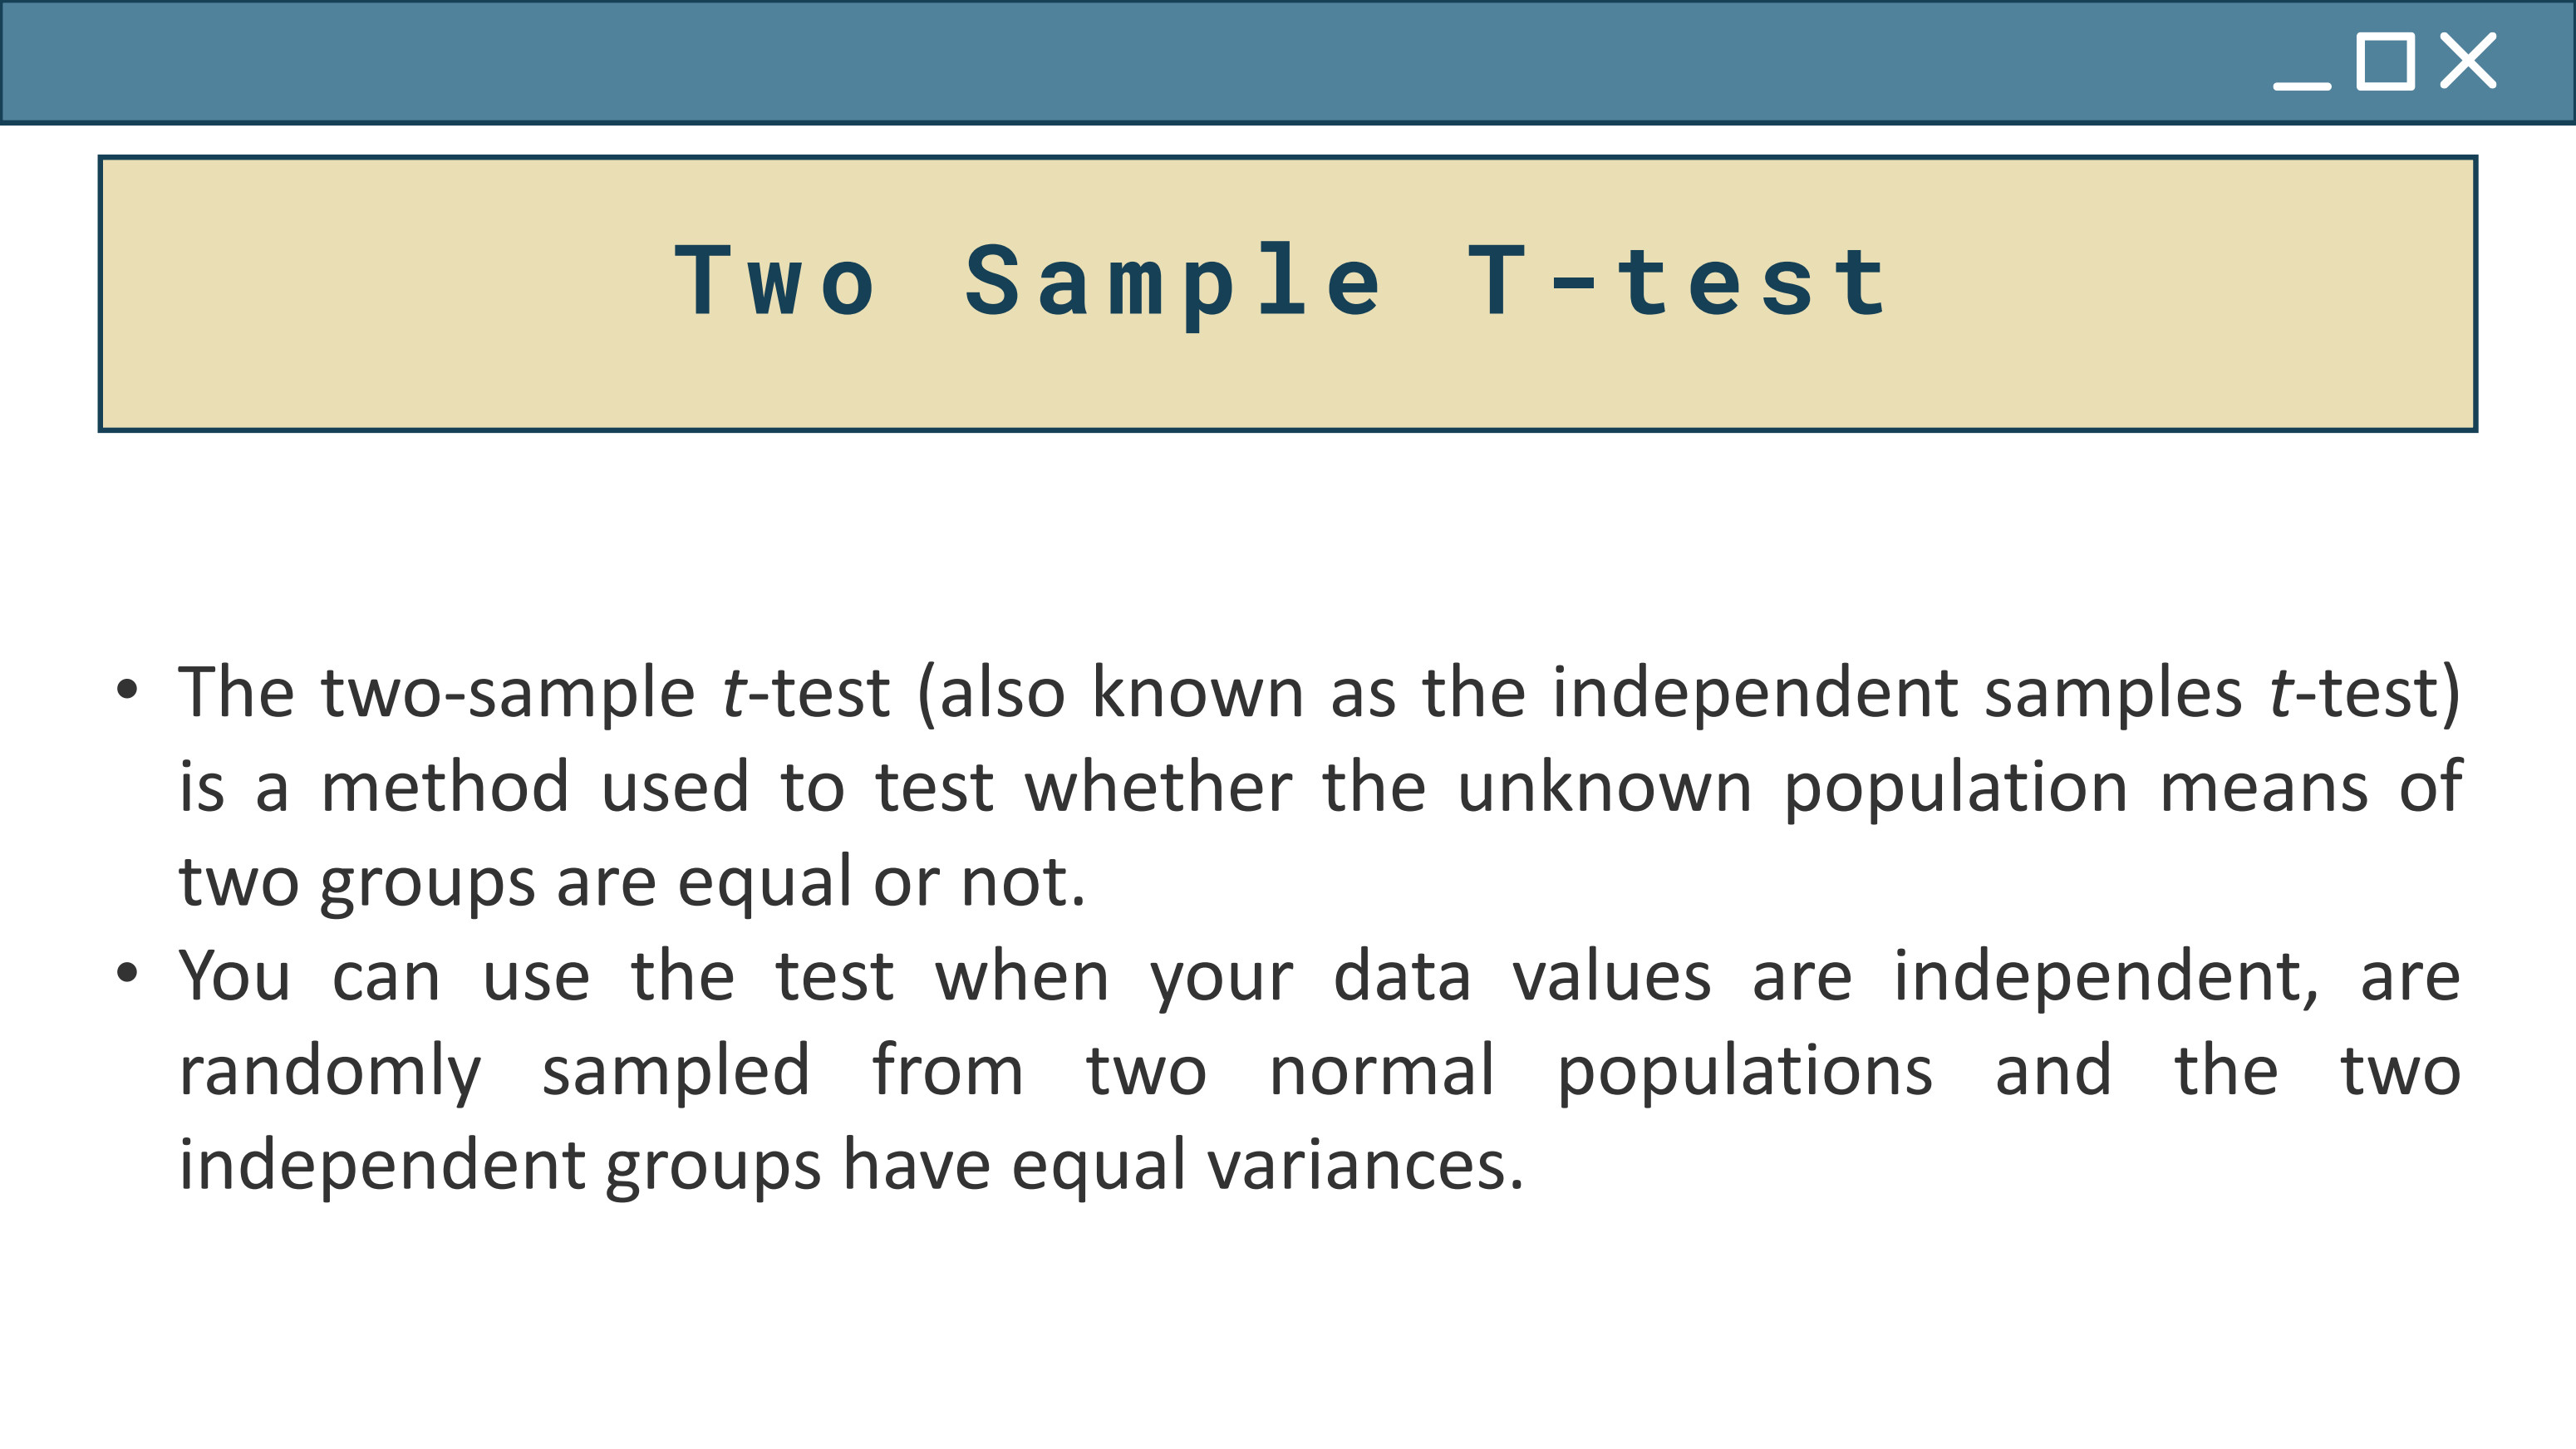 Two Sample T-test
• The two-sample t-test (also known as the independent samples t-test)
is a method used to test whether the unknown population means of
two groups are equal or not.
• You can use the test when your data values are independent, are
randomly sampled from two normal populations and the two
independent groups have equal variances.